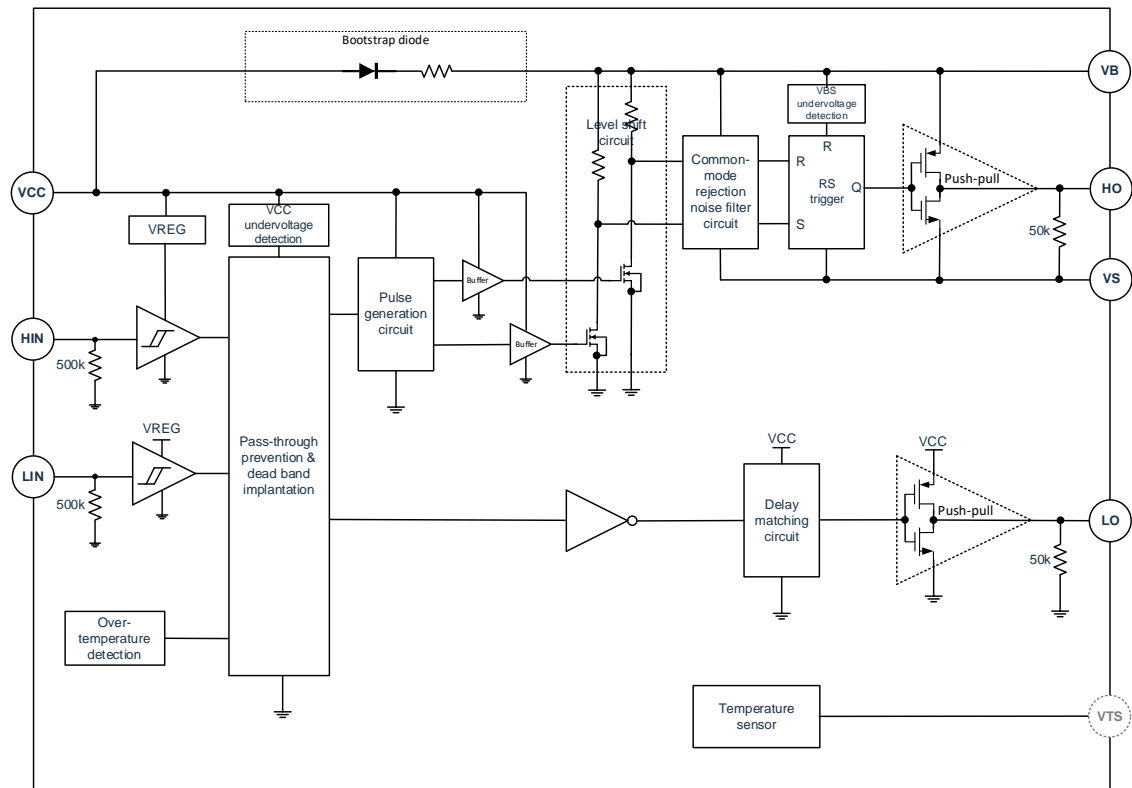 Bootstrap diode
VB
VBS
undervoltage
detection
Level shift
circuit
R
Common-
mode
rejection
noise filter
circuit
R
RS
trigger
Q
S
Push-pull
HO
50k
VS
VCC
VREG
VCC
undervoltage
detection
Buffer
Pulse
generation
circuit
Buffer
HIN
500k
VREG
LIN
500k
Pass-through
prevention &
dead band
implantation
VCC
Delay
matching
circuit
VCC
Push-pull
LO
50k
Over-
temperature
detection
Temperature
sensor
VTS